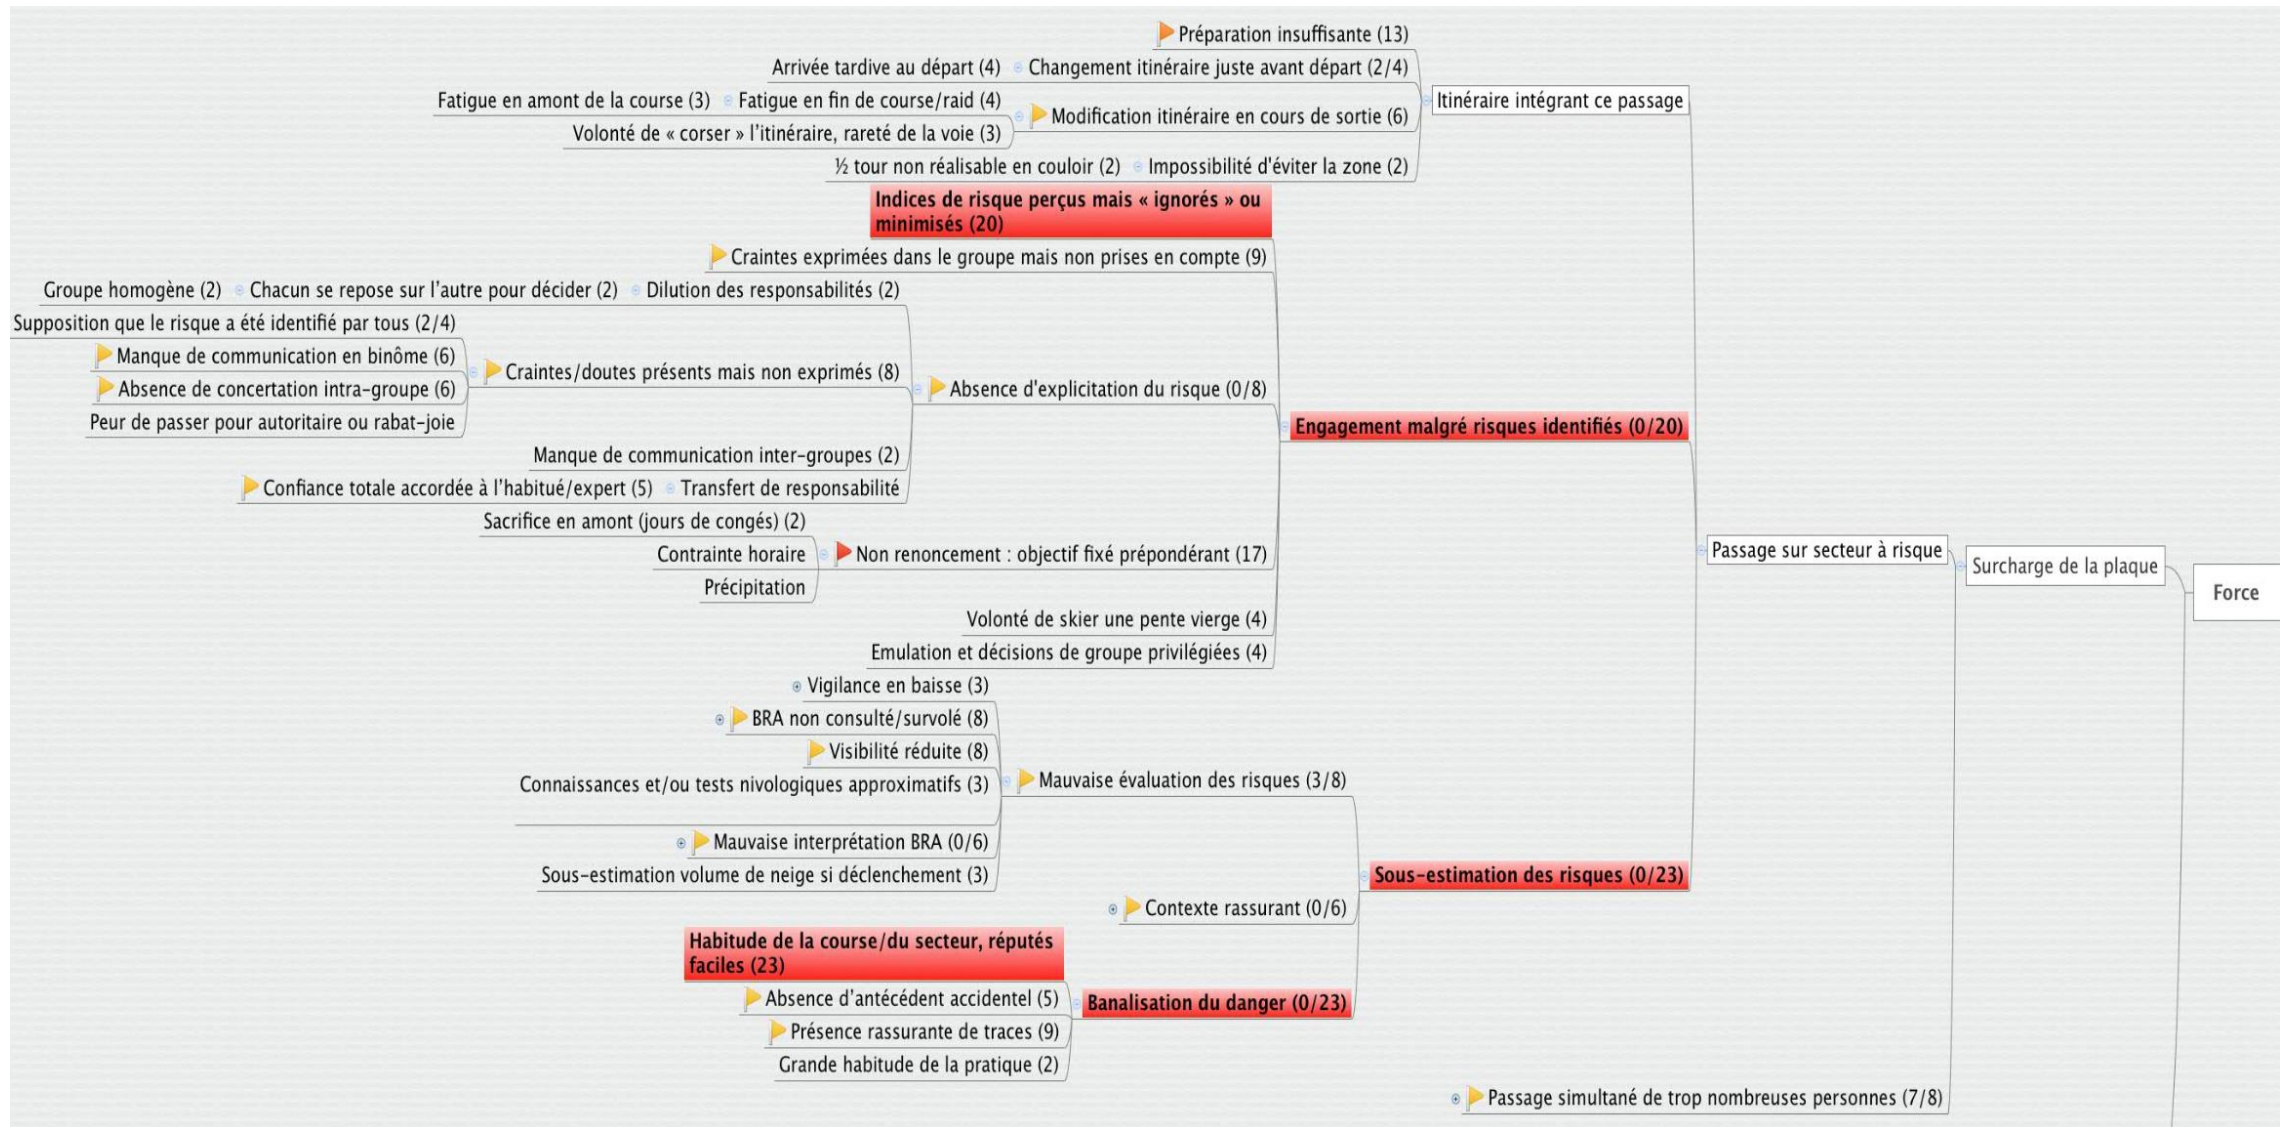 Préparation insuffisante (13)
Arrivée tardive au départ (4)
Changement itinéraire juste avant départ (2/4)
Fatigue en amont de la course (3)
Fatigue en fin de course/raid (4)
Itinéraire intégrant ce passage
Modification itinéraire en cours de sortie (6)
Volonté de « corser » l'itinéraire, rareté de la voie (3)
½ tour non réalisable en couloir (2)
Impossibilité d'éviter la zone (2)
Indices de risque perçus mais « ignorés » ou
minimisés (20)
Craintes exprimées dans le groupe mais non prises en compte (9)
Groupe homogène (2)
Chacun se repose sur l'autre pour décider (2)
Dilution des responsabilités (2)
Supposition que le risque a été identifié par tous (2/4)
Manque de communication en binôme (6)
Craintes/doutes présents mais non exprimés (8)
Absence de concertation intra-groupe (6)
Absence d'explicitation du risque (0/8)
Peur de passer pour autoritaire ou rabat-joie
Engagement malgré risques identifiés (0/20)
Manque de communication inter-groupes (2)
Confiance totale accordée à l'habitué/expert (5)
Transfert de responsabilité
Sacrifice en amont (jours de congés) (2)
Contrainte horaire
Non renoncement : objectif fixé prépondérant (17)
Passage sur secteur à risque
Surcharge de la plaque
Force
Précipitation
Volonté de skier une pente vierge (4)
Emulation et décisions de groupe privilégiées (4)
Vigilance en baisse (3)
BRA non consulté/survolé (8)
Visibilité réduite (8)
Connaissances et/ou tests nivologiques approximatifs (3)
Mauvaise évaluation des risques (3/8)
Mauvaise interprétation BRA (0/6)
Sous-estimation volume de neige si déclenchement (3)
Sous-estimation des risques (0/23)
Contexte rassurant (0/6)
Habitude de la course/du secteur, réputés
faciles (23)
Absence d'antécédent accidentel (5)
Banalisation du danger (0/23)
Présence rassurante de traces (9)
Grande habitude de la pratique (2)
Passage simultané de trop nombreuses personnes (7/8)